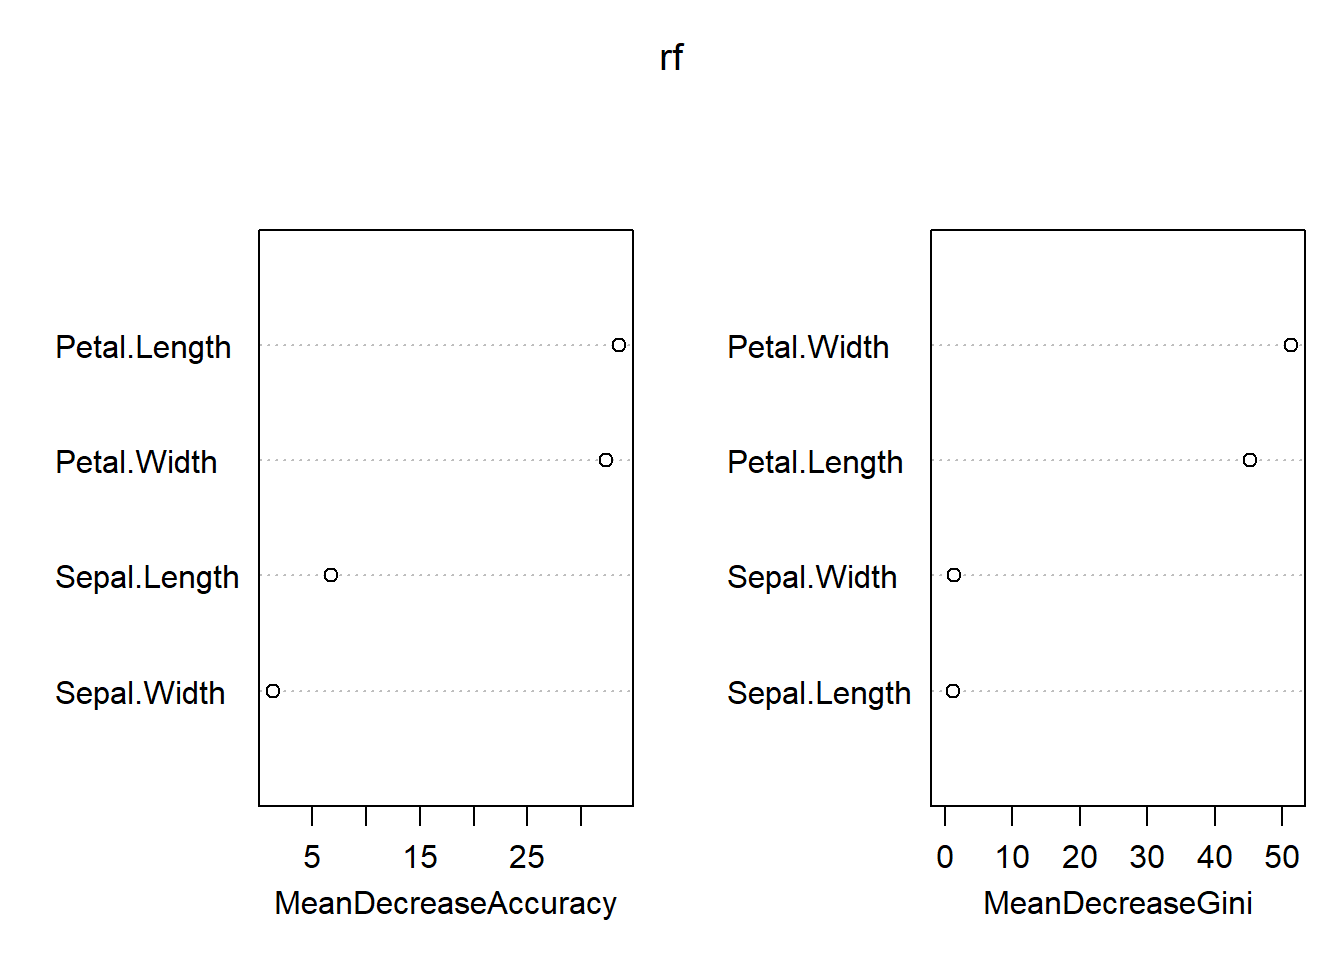 rf
Petal.Length
Petal.Width
Sepal.Length
Sepal.Width
5 15 25
MeanDecreaseAccuracy
Petal.Width
Petal.Length
Sepal.Width
Sepal.Length
0 10 20 30 40 50
MeanDecreaseGini